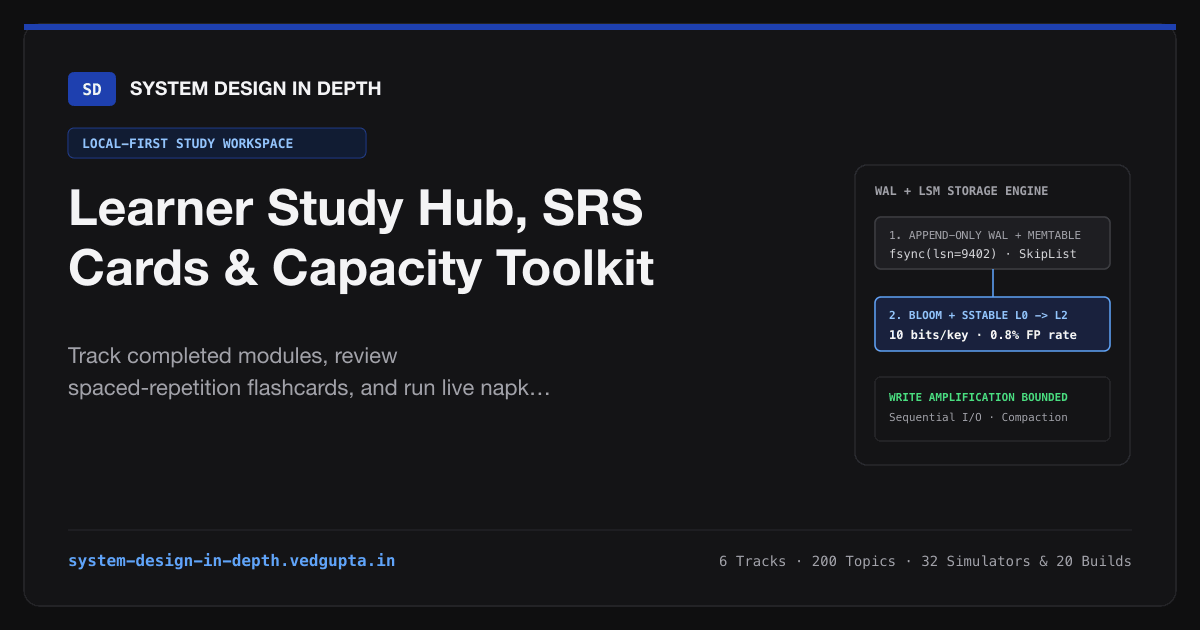 SD
SYSTEM DESIGN IN DEPTH
LOCAL-FIRST STUDY WORKSPACE
Learner Study Hub, SRS
Cards & Capacity Toolkit
Track completed modules, review
spaced-repetition flashcards, and run live napk…
WAL + LSM STORAGE ENGINE
1. APPEND-ONLY WAL + MEMTABLE
fsync(lsn=9402) · SkipList
2. BLOOM + SSTABLE L0 -> L2
10 bits/key · 0.8% FP rate
WRITE AMPLIFICATION BOUNDED
Sequential I/O · Compaction
system-design-in-depth.vedgupta.in
6 Tracks · 200 Topics · 32 Simulators & 20 Builds